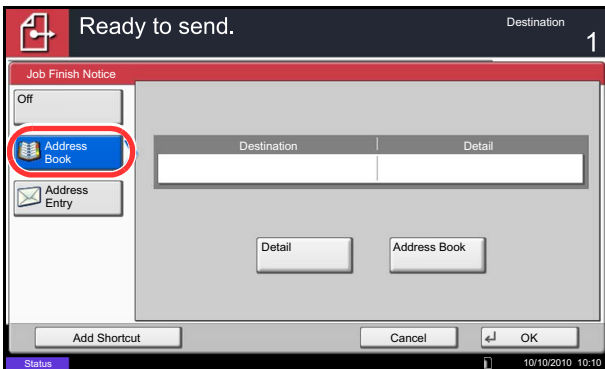 Ready to send.
Destination
1
Job Finish Notice
Off
Address
Book
Destination
Detail
Address
Entry
Detail
Address Book
Add Shortcut
Cancel
OK
Status
10/10/2010 10:10